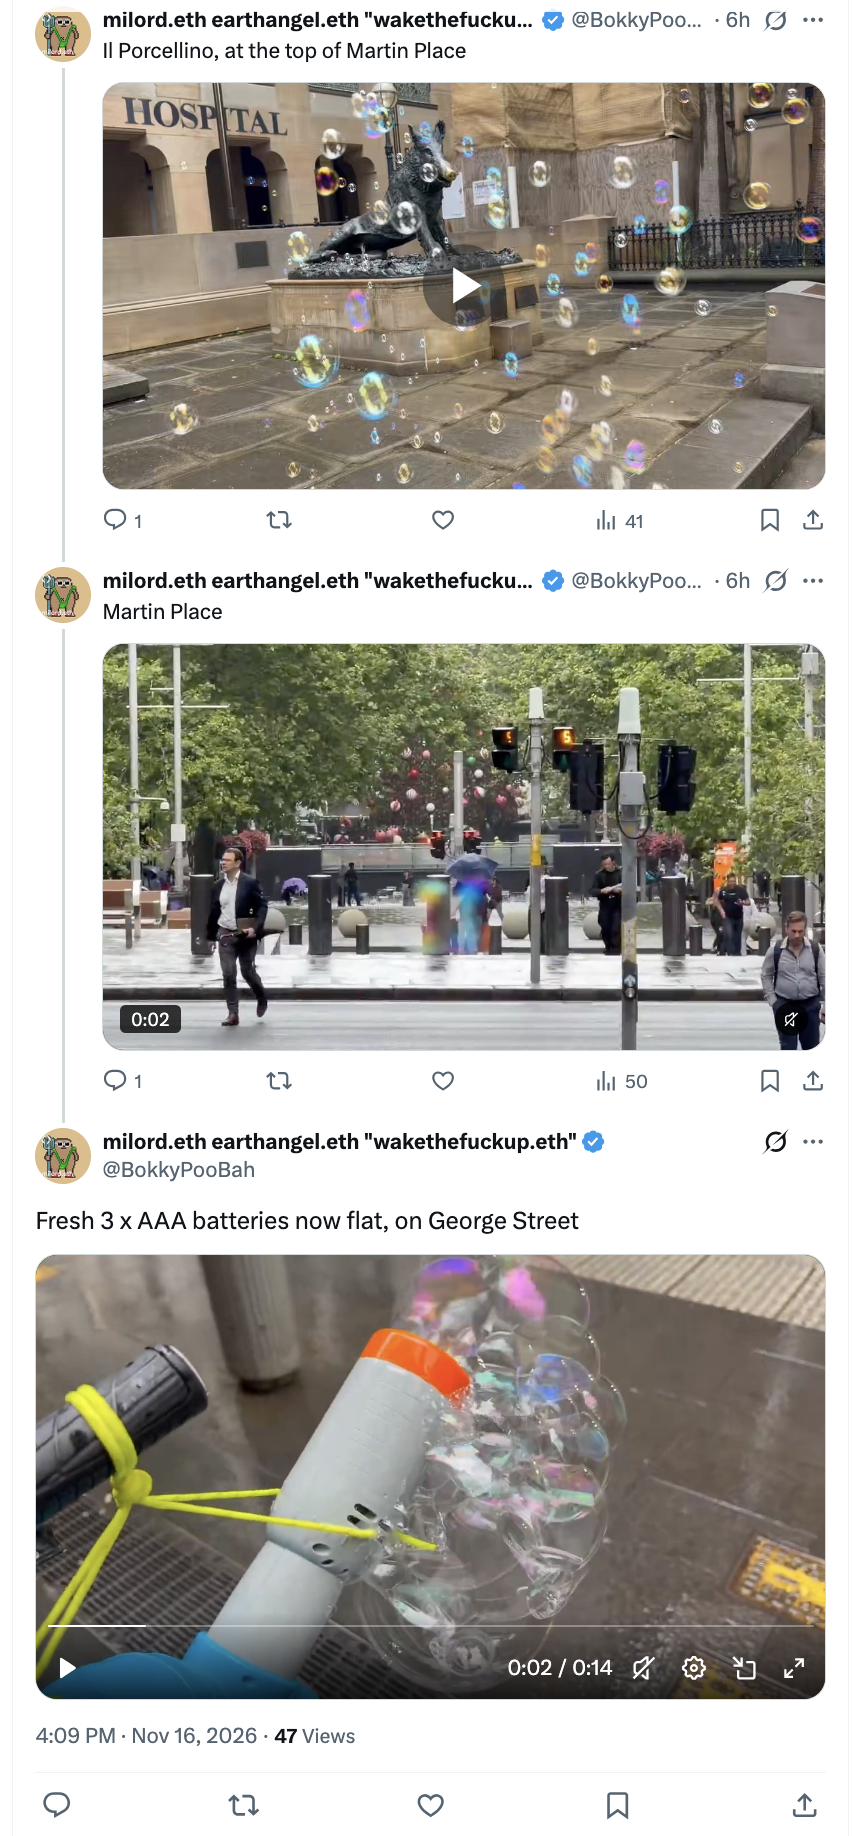 milord.eth earthangel.eth "wakethefucku... @BokkyPoo... · 6h
Il Porcellino, at the top of Martin Place
HOSPITAL
1
41
milord.eth earthangel.eth "wakethefucku... @BokkyPoo... · 6h
Martin Place
5
0:02
1
50
milord.eth earthangel.eth "wakethefuckup.eth"
@BokkyPooBah
Fresh 3 x AAA batteries now flat, on George Street
0:02 / 0:14
4:09 PM · Nov 16, 2026 · 47 Views